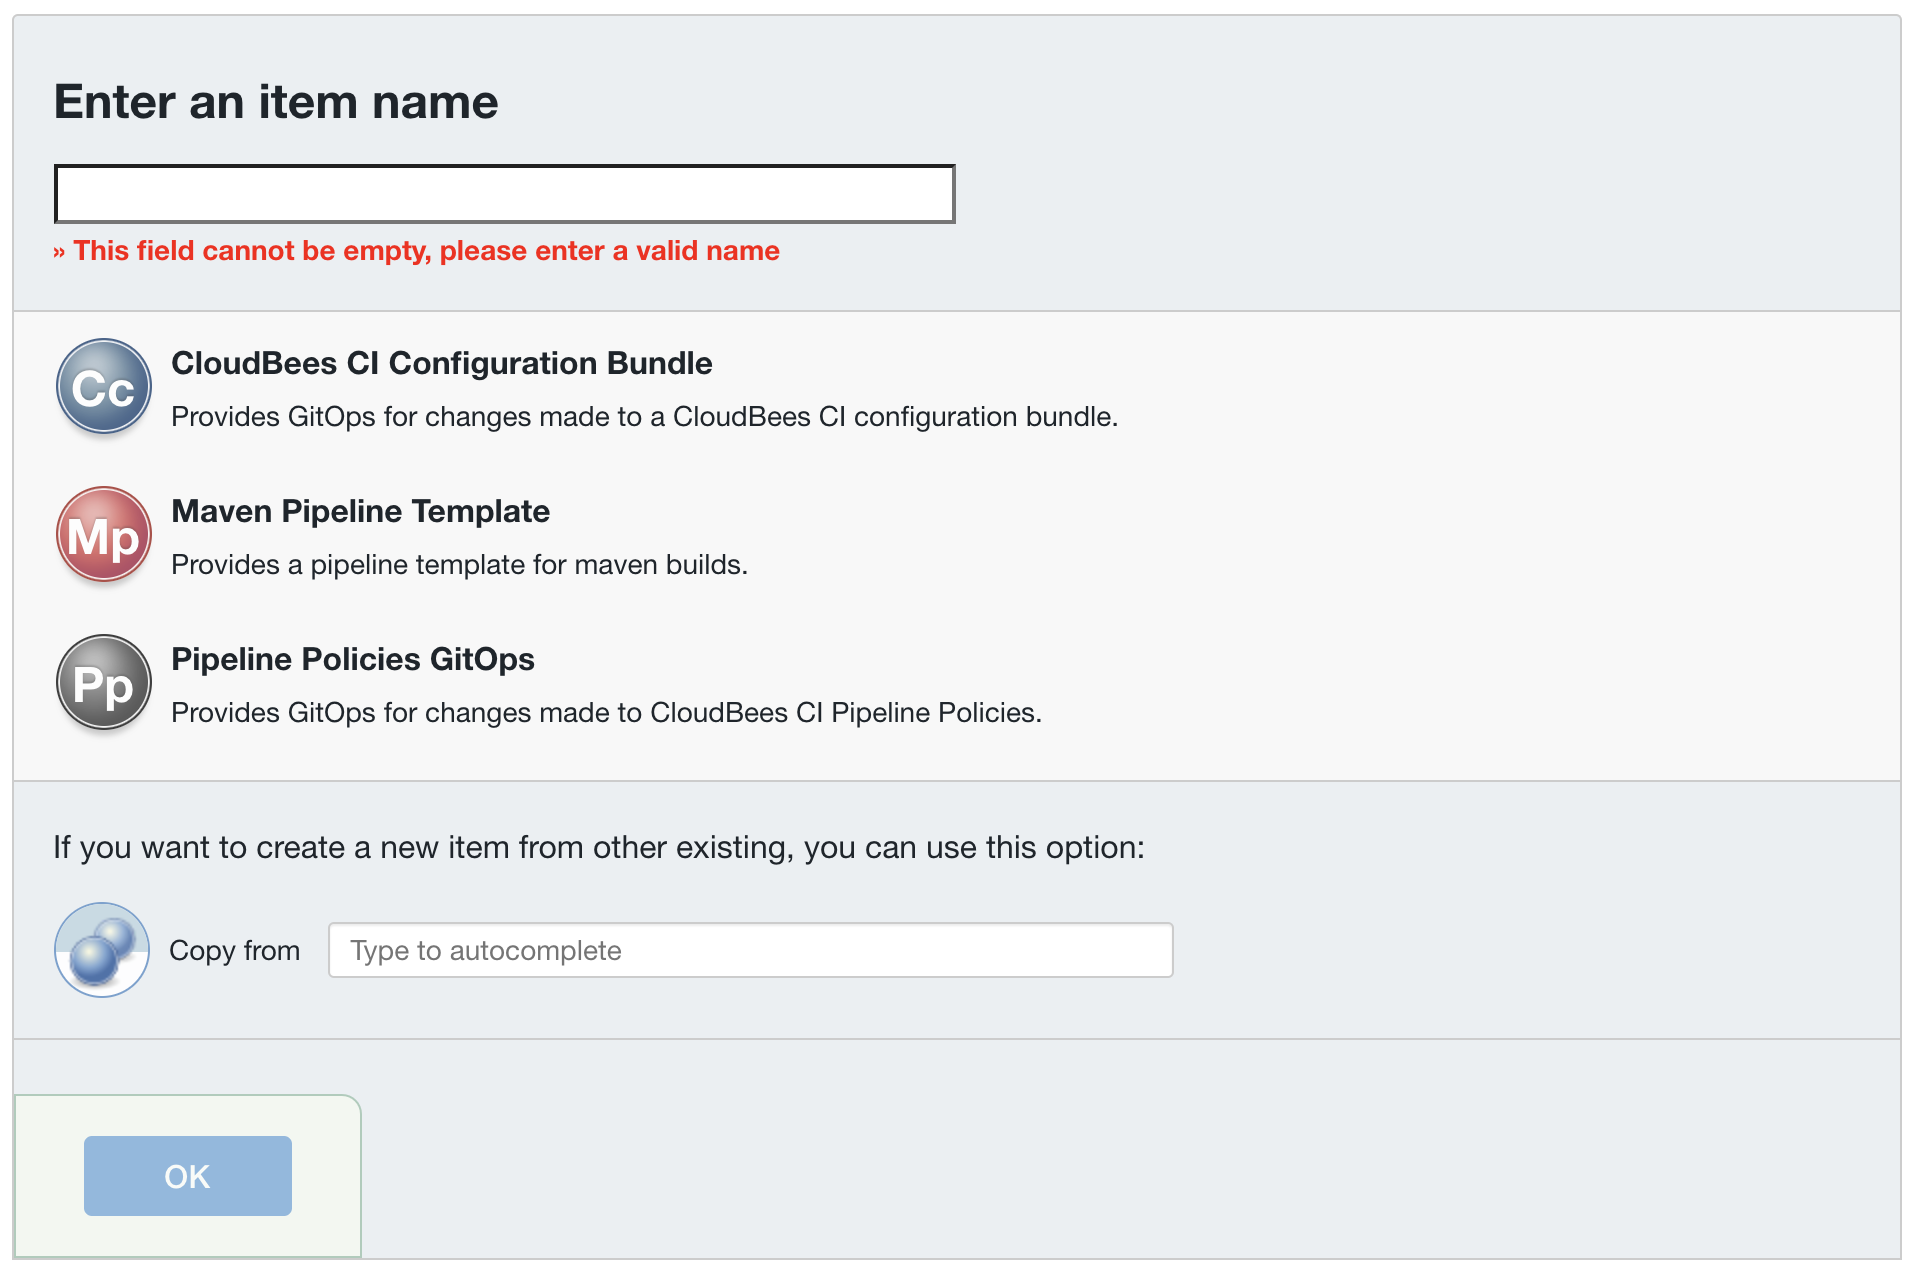 Enter an item name
» This field cannot be empty, please enter a valid name
Cc
CloudBees CI Configuration Bundle
Provides GitOps for changes made to a CloudBees CI configuration bundle.
Mp
Maven Pipeline Template
Provides a pipeline template for maven builds.
Pp
Pipeline Policies GitOps
Provides GitOps for changes made to CloudBees CI Pipeline Policies.
If you want to create a new item from other existing, you can use this option:
Copy from Type to autocomplete
OK